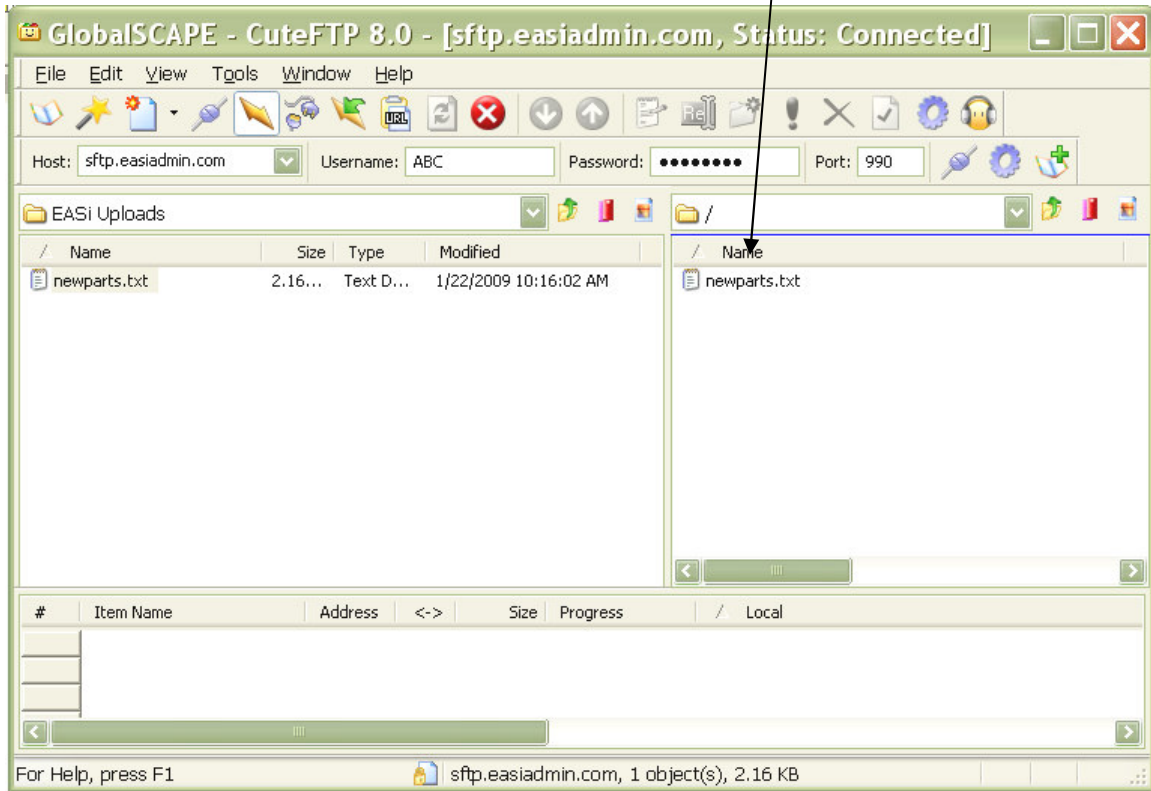 GlobalSCAPE - CuteFTP 8.0 - [sftp.easiadmin.com, Status: Connected]
File Edit View Tools Window Help
URL
Host: sftp.easiadmin.com Username: ABC Password: ●●●●●●●● Port: 990
EASi Uploads /
/ Name Size Type Modified / Name
newparts.txt 2.16... Text D... 1/22/2009 10:16:02 AM newparts.txt
# Item Name Address <-> Size Progress / Local
For Help, press F1 sftp.easiadmin.com, 1 object(s), 2.16 KB